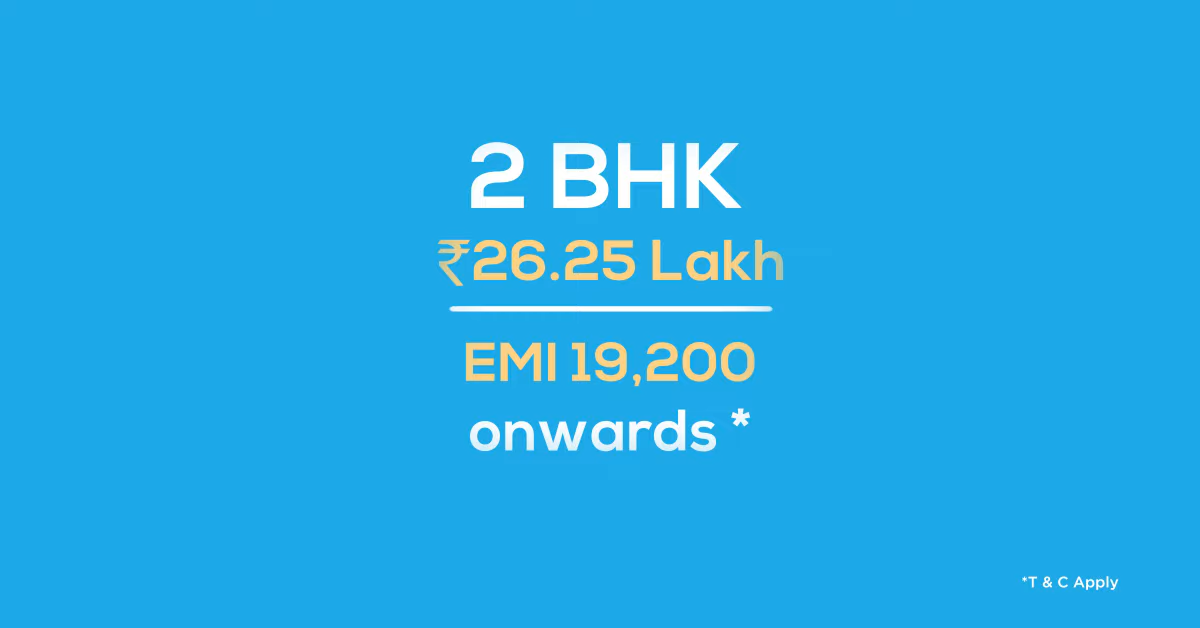 2 BHK
₹26.25 Lakh
EMI 19,200
onwards *
*T & C Apply